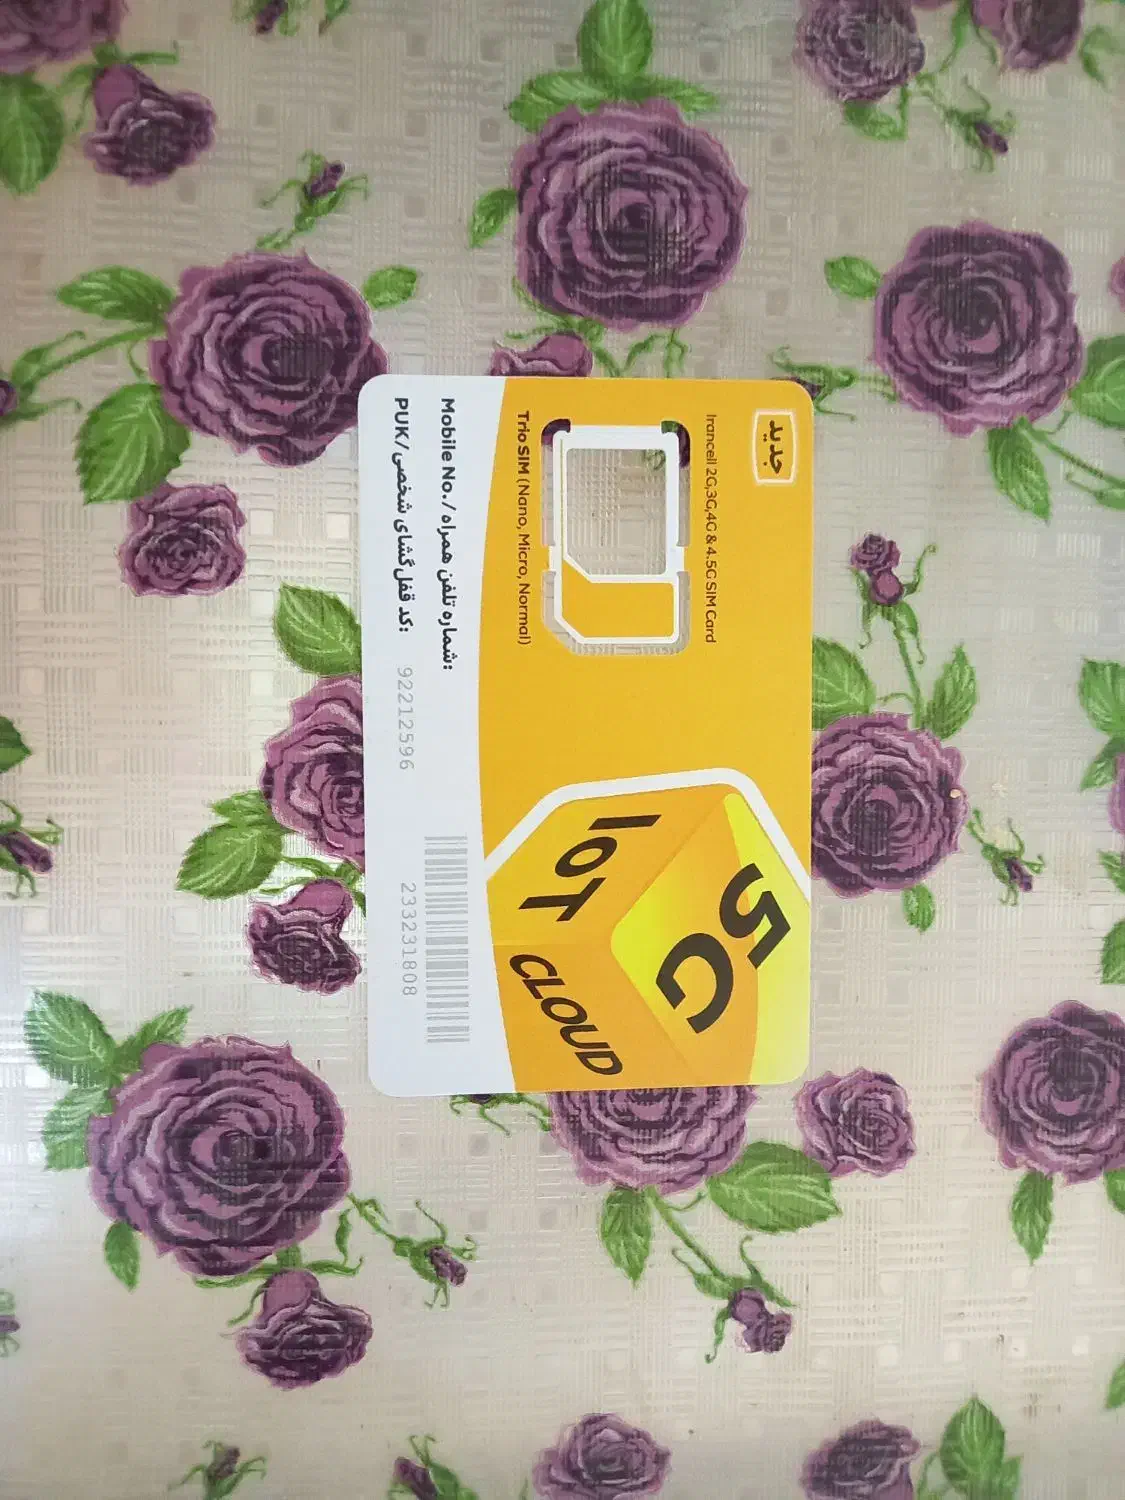 جدید
Irancell 2G,3G,4G & 4.5G SIM Card
Trio SIM (Nano, Micro, Normal)
5G
IoT
CLOUD
Mobile No./شماره تلفن همراه:
PUK/کد قفل‌گشای شخصی: 92212596
233231808